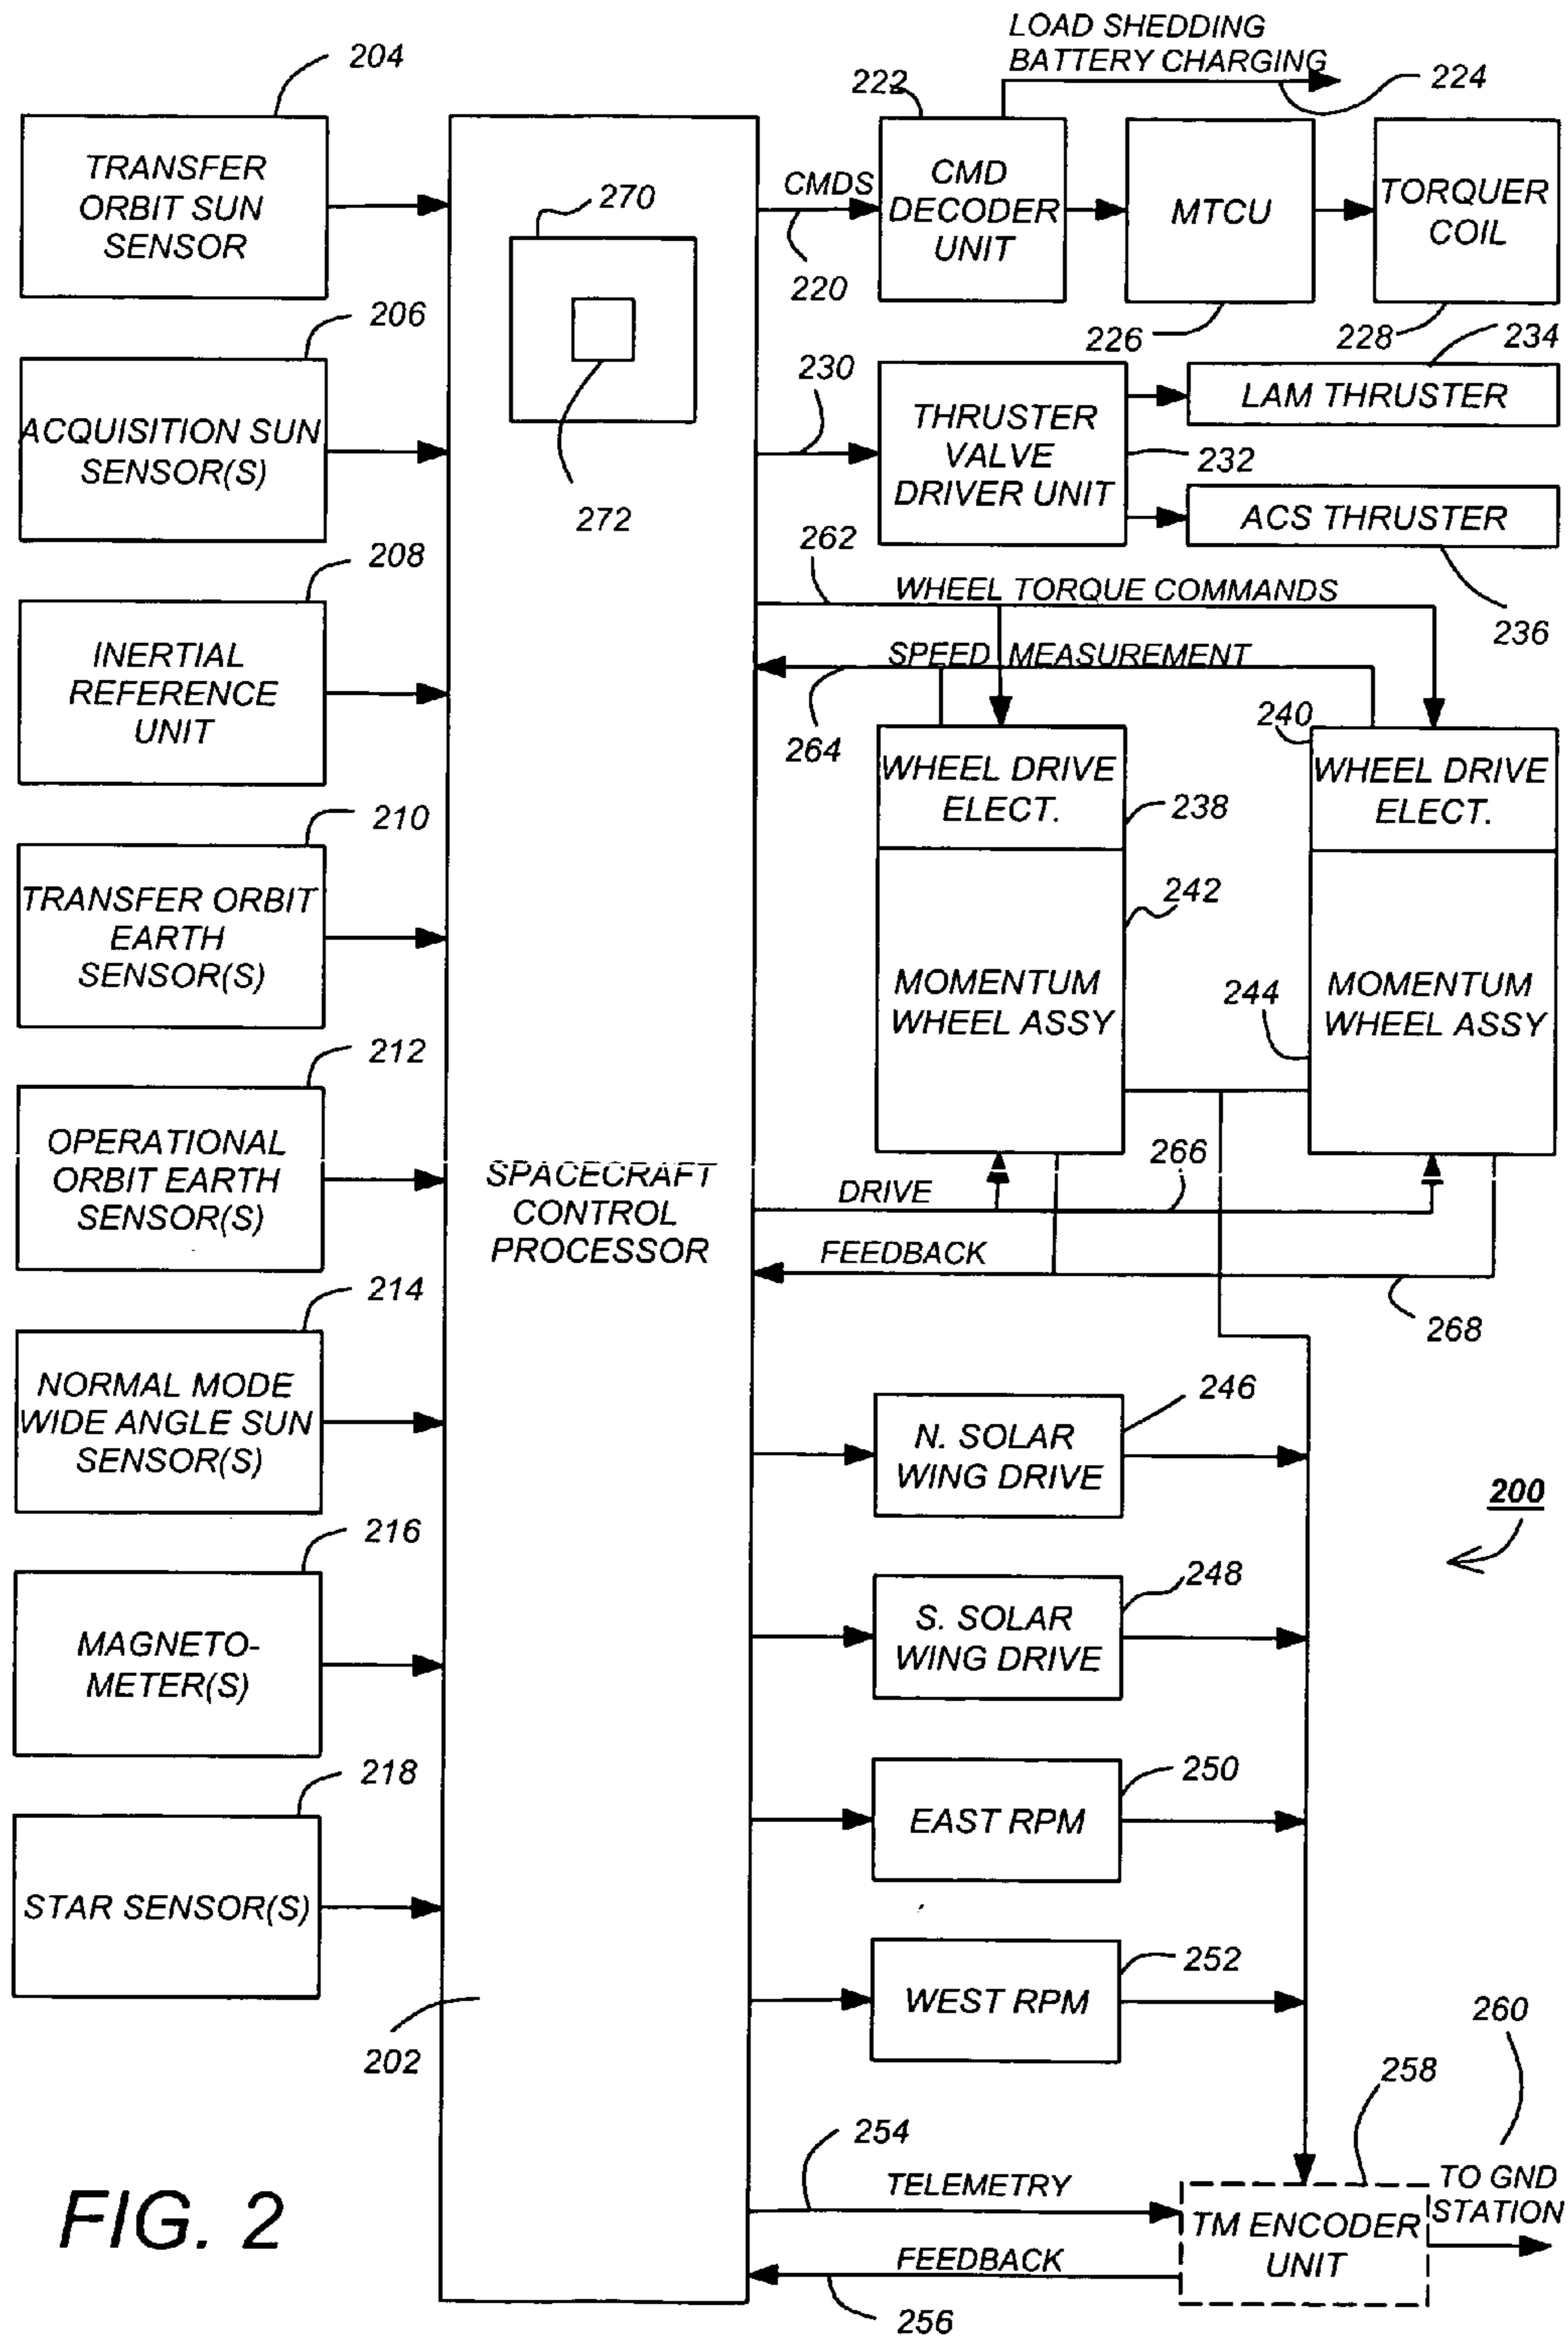 LOAD SHEDDING
BATTERY CHARGING
204
222
224
TRANSFER
ORBIT SUN
SENSOR
270
CMDS
CMD
DECODER
UNIT
MTCU
TORQUER
COIL
220
226
228
206
234
230
LAM THRUSTER
ACQUISITION SUN
SENSOR(S)
THRUSTER
VALVE
DRIVER UNIT
232
272
ACS THRUSTER
262
208
WHEEL TORQUE COMMANDS
236
INERTIAL
REFERENCE
UNIT
SPEED MEASUREMENT
264
240
WHEEL DRIVE
ELECT.
WHEEL DRIVE
ELECT.
238
210
242
TRANSFER ORBIT
EARTH
SENSOR(S)
MOMENTUM
WHEEL ASSY
244
MOMENTUM
WHEEL ASSY
212
OPERATIONAL
ORBIT EARTH
SENSOR(S)
SPACECRAFT
CONTROL
PROCESSOR
266
DRIVE
FEEDBACK
214
268
NORMAL MODE
WIDE ANGLE SUN
SENSOR(S)
246
N. SOLAR
WING DRIVE
200
216
248
MAGNETO-
METER(S)
S. SOLAR
WING DRIVE
218
250
EAST RPM
STAR SENSOR(S)
252
WEST RPM
202
260
258
254
TELEMETRY
TO GND
STATION
TM ENCODER
UNIT
FEEDBACK
256
FIG. 2